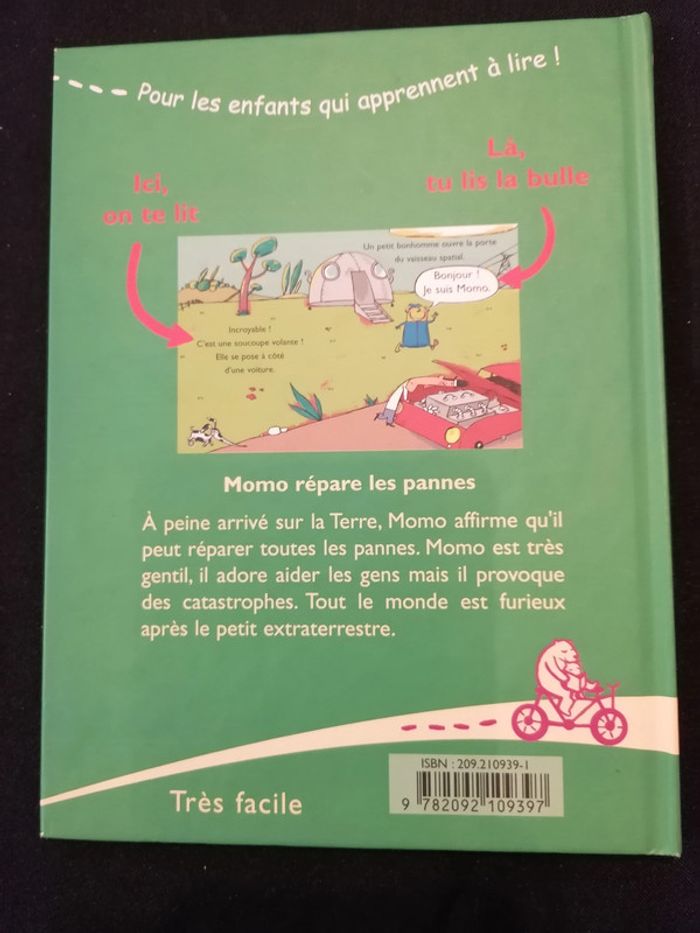 Pour les enfants qui apprennent à lire !
Ici,
on te lit
Là,
tu lis la bulle
Un petit bonhomme ouvre la porte
du vaisseau spatial.
Bonjour !
Je suis Momo.
Incroyable !
C'est une soucoupe volante !
Elle se pose à côté
d'une voiture.
Momo répare les pannes
À peine arrivé sur la Terre, Momo affirme qu'il
peut réparer toutes les pannes. Momo est très
gentil, il adore aider les gens mais il provoque
des catastrophes. Tout le monde est furieux
après le petit extraterrestre.
Très facile
ISBN : 209.210939-1
9 782092 109397